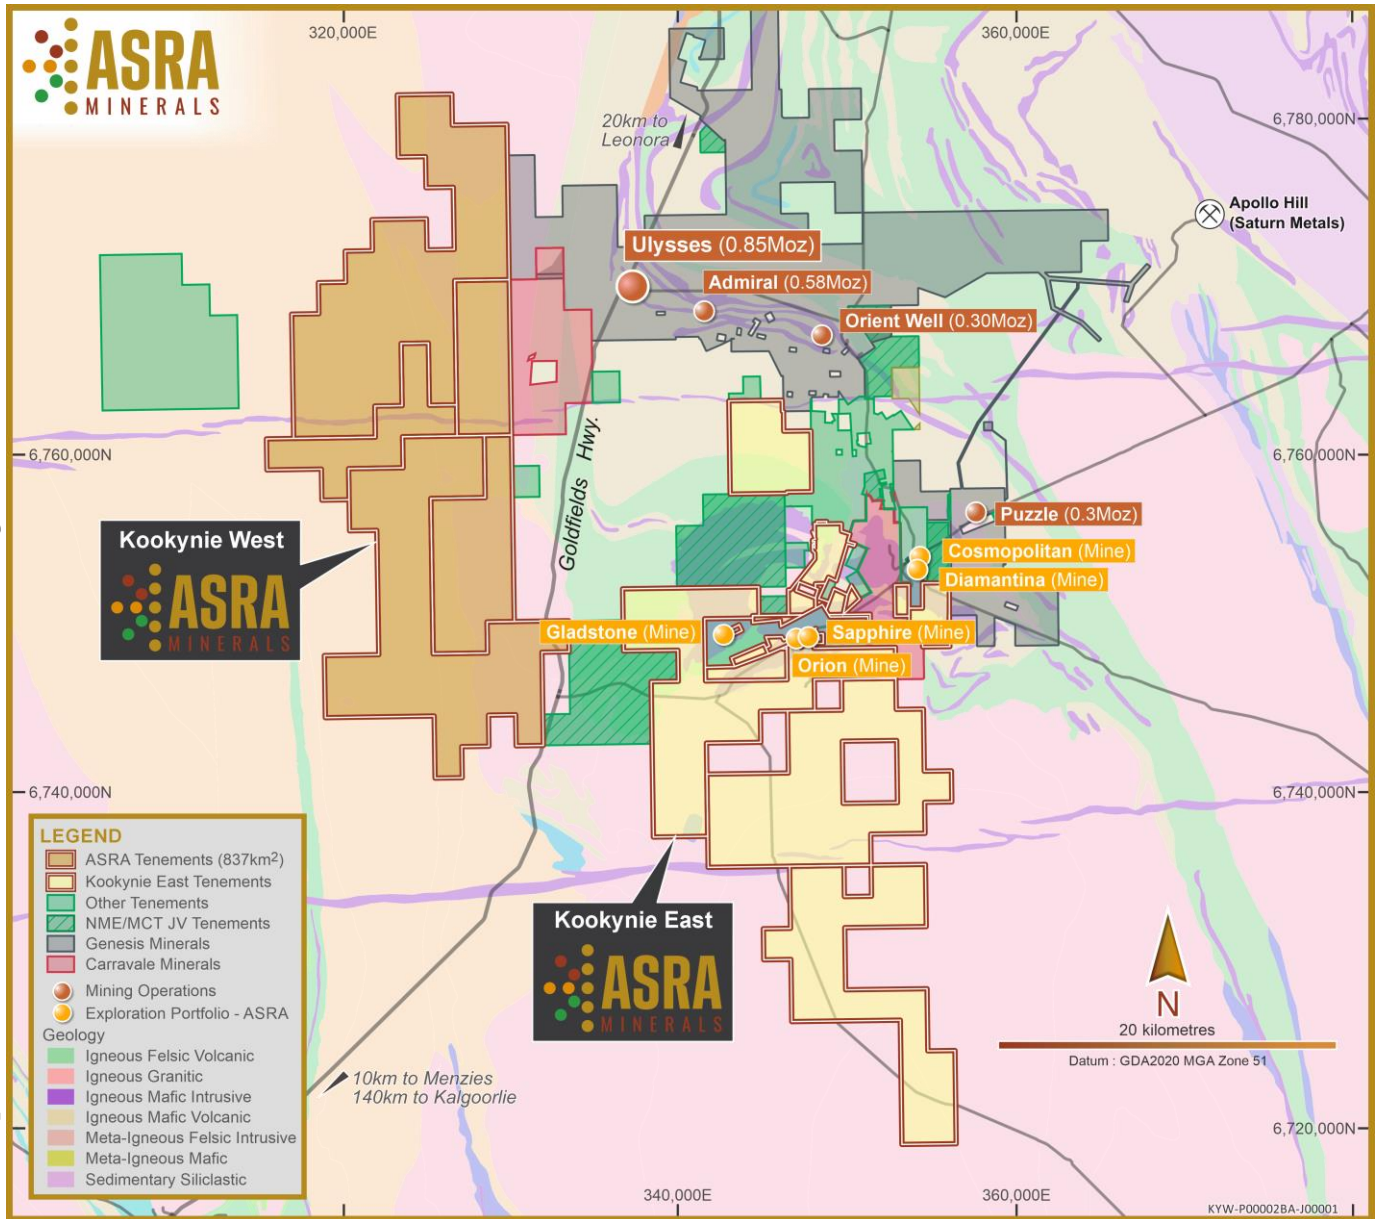 320,000E
360,000E
ASRA
MINERALS
6,780,000N
20km to
Leonora
Apollo Hill
(Saturn Metals)
Ulysses (0.85Moz)
Admiral (0.58Moz)
Orient Well (0.30Moz)
6,760,000N
6,760,000N
Goldfields Hwy.
Puzzle (0.3Moz)
Kookynie West
ASRA
MINERALS
Cosmopolitan (Mine)
Diamantina (Mine)
Gladstone (Mine)
Sapphire (Mine)
Orion (Mine)
6,740,000N
6,740,000N
LEGEND
ASRA Tenements (837km²)
Kookynie East Tenements
Other Tenements
NME/MCT JV Tenements
Genesis Minerals
Carravale Minerals
Mining Operations
Exploration Portfolio - ASRA
Geology
Igneous Felsic Volcanic
Igneous Granitic
Igneous Mafic Intrusive
Igneous Mafic Volcanic
Meta-Igneous Felsic Intrusive
Meta-Igneous Mafic
Sedimentary Siliclastic
Kookynie East
ASRA
MINERALS
N
20 kilometres
Datum : GDA2020 MGA Zone 51
10km to Menzies
140km to Kalgoorlie
6,720,000N
340,000E
360,000E
KYW-P00002BA-J00001